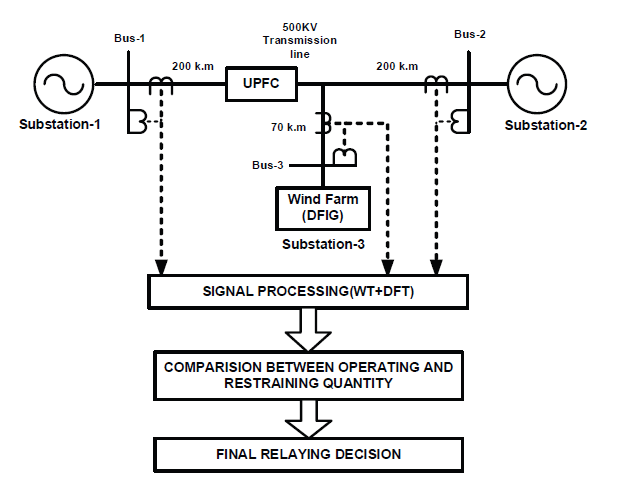 500KV
Transmission
line
Bus-1
Bus-2
200 k.m
UPFC
200 k.m
Substation-1
Substation-2
70 k.m
Bus-3
Wind Farm
(DFIG)
Substation-3
SIGNAL PROCESSING(WT+DFT)
COMPARISION BETWEEN OPERATING AND
RESTRAINING QUANTITY
FINAL RELAYING DECISION